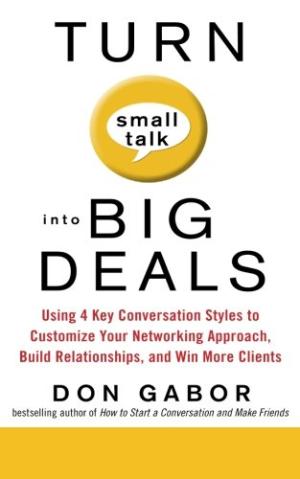 TURN
small
talk
into BIG
DEALS
Using 4 Key Conversation Styles to
Customize Your Networking Approach,
Build Relationships, and Win More Clients
DON GABOR
bestselling author of How to Start a Conversation and Make Friends